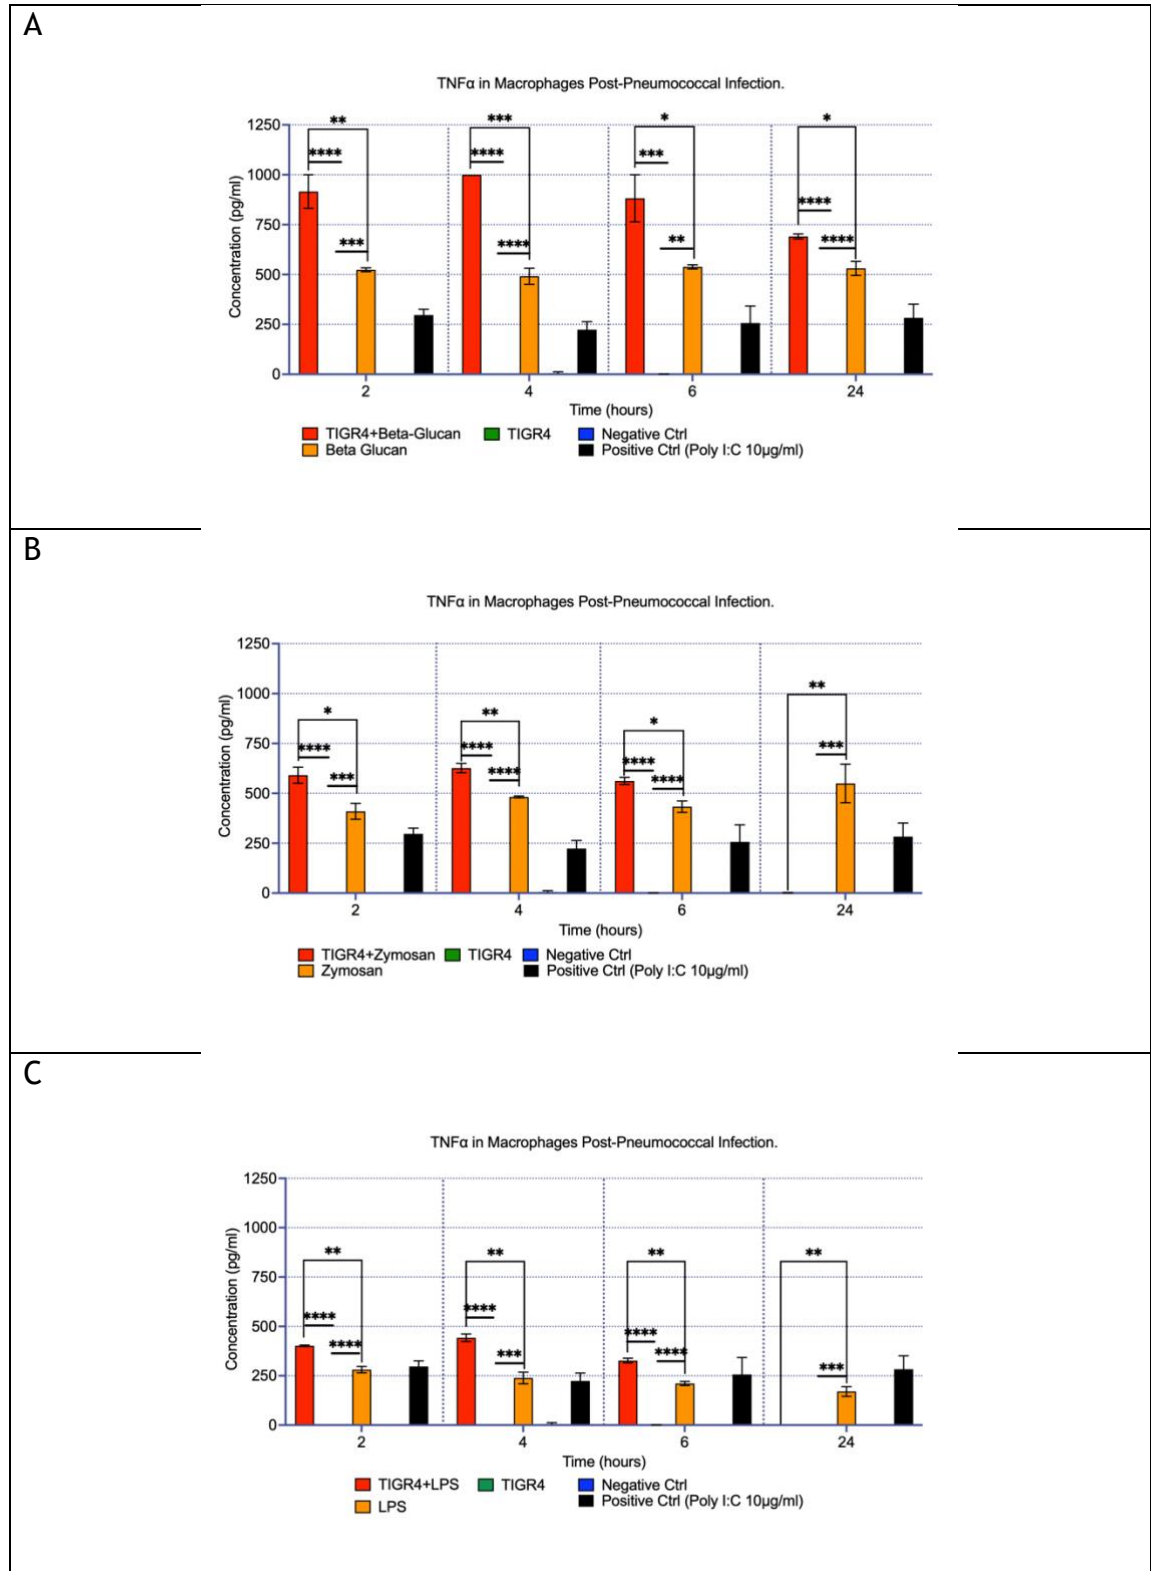 A
TNFα in Macrophages Post-Pneumococcal Infection.
Concentration (pg/ml)
1250
1000
750
500
250
0
** *** * *
**** **** *** ****
*** **** ** ****
2 4 6 24
Time (hours)
TIGR4+Beta-Glucan TIGR4 Negative Ctrl
Beta Glucan Positive Ctrl (Poly I:C 10µg/ml)
B
TNFα in Macrophages Post-Pneumococcal Infection.
Concentration (pg/ml)
1250
1000
750
500
250
0
* ** * **
**** **** ****
*** **** **** ***
2 4 6 24
Time (hours)
TIGR4+Zymosan TIGR4 Negative Ctrl
Zymosan Positive Ctrl (Poly I:C 10µg/ml)
C
TNFα in Macrophages Post-Pneumococcal Infection.
Concentration (pg/ml)
1250
1000
750
500
250
0
** ** ** **
**** **** ****
**** *** **** ***
2 4 6 24
Time (hours)
TIGR4+LPS TIGR4 Negative Ctrl
LPS Positive Ctrl (Poly I:C 10µg/ml)